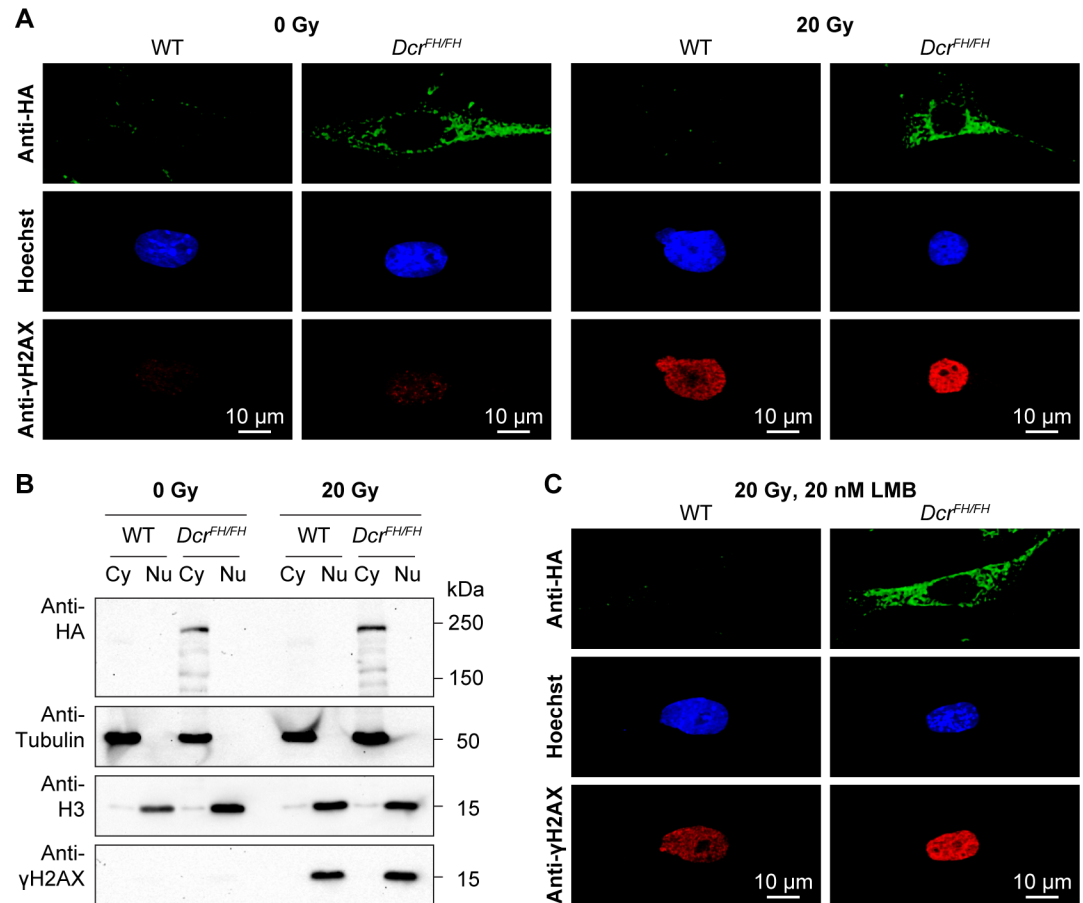 A
0 Gy
20 Gy
WT
Dcr^FH/FH
WT
Dcr^FH/FH
Anti-HA
Hoechst
Anti-γH2AX
10 µm
10 µm
10 µm
10 µm
B
0 Gy
20 Gy
WT
Dcr^FH/FH
WT
Dcr^FH/FH
Cy
Nu
Cy
Nu
Cy
Nu
Cy
Nu
kDa
Anti-
HA
250
150
Anti-
Tubulin
50
Anti-
H3
15
Anti-
γH2AX
15
C
20 Gy, 20 nM LMB
WT
Dcr^FH/FH
Anti-HA
Hoechst
Anti-γH2AX
10 µm
10 µm